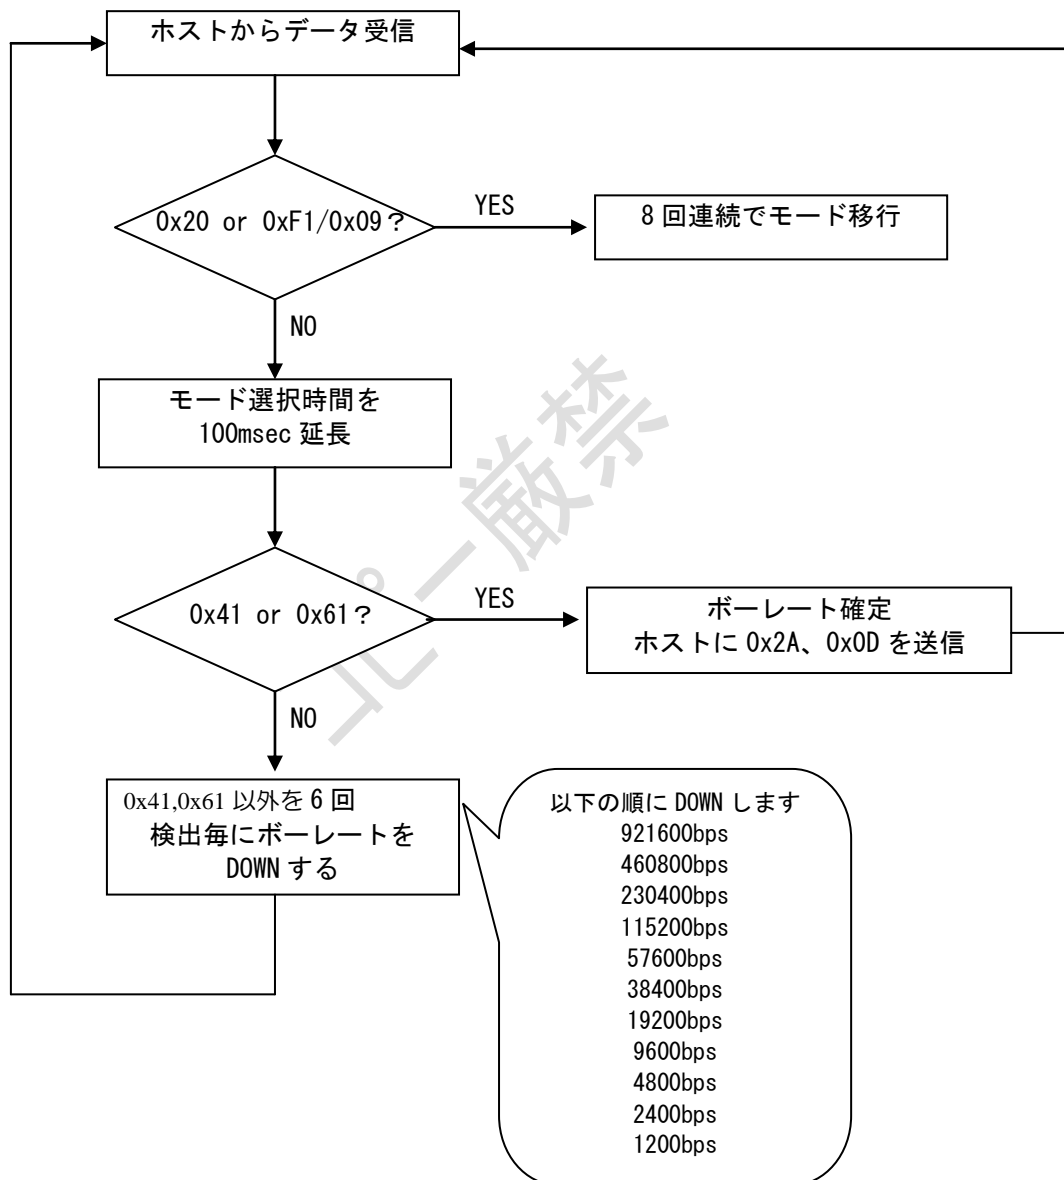 ホストからデータ受信
0x20 or 0xF1/0x09？
YES
8回連続でモード移行
NO
モード選択時間を
100msec 延長
0x41 or 0x61？
YES
ボーレート確定
ホストに 0x2A、0x0D を送信
NO
0x41,0x61 以外を 6 回
検出毎にボーレートを
DOWN する
以下の順に DOWN します
921600bps
460800bps
230400bps
115200bps
57600bps
38400bps
19200bps
9600bps
4800bps
2400bps
1200bps
コピー厳禁